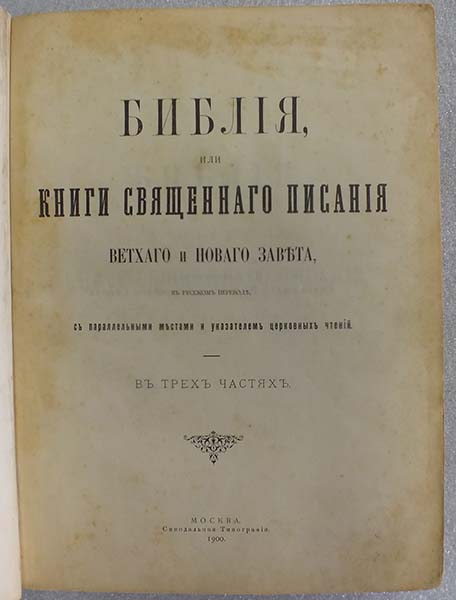 БИБЛІЯ,
ИЛИ
КНИГИ СВЯЩЕННАГО ПИСАНІЯ
ВЕТХАГО И НОВАГО ЗАВѢТА,
ВЪ РУССКОМЪ ПЕРЕВОДѢ,
съ параллельными мѣстами и указателемъ церковныхъ чтеній.
ВЪ ТРЕХЪ ЧАСТЯХЪ.
МОСКВА.
Синодальная Типографія.
1900.